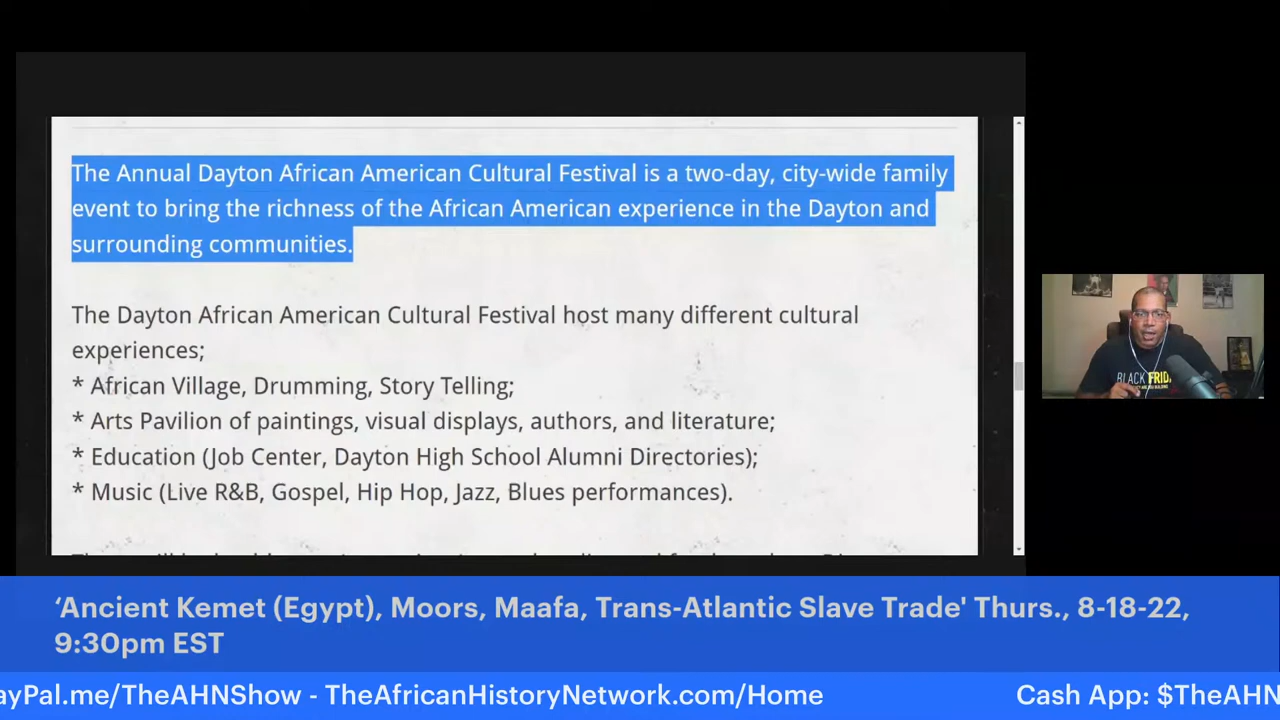 The Annual Dayton African American Cultural Festival is a two-day, city-wide family
event to bring the richness of the African American experience in the Dayton and
surrounding communities.
The Dayton African American Cultural Festival host many different cultural
experiences;
* African Village, Drumming, Story Telling;
* Arts Pavilion of paintings, visual displays, authors, and literature;
* Education (Job Center, Dayton High School Alumni Directories);
* Music (Live R&B, Gospel, Hip Hop, Jazz, Blues performances).
BLACK FRID
‘Ancient Kemet (Egypt), Moors, Maafa, Trans-Atlantic Slave Trade' Thurs., 8-18-22,
9:30pm EST
ayPal.me/TheAHNShow - TheAfricanHistoryNetwork.com/Home Cash App: $TheAHN